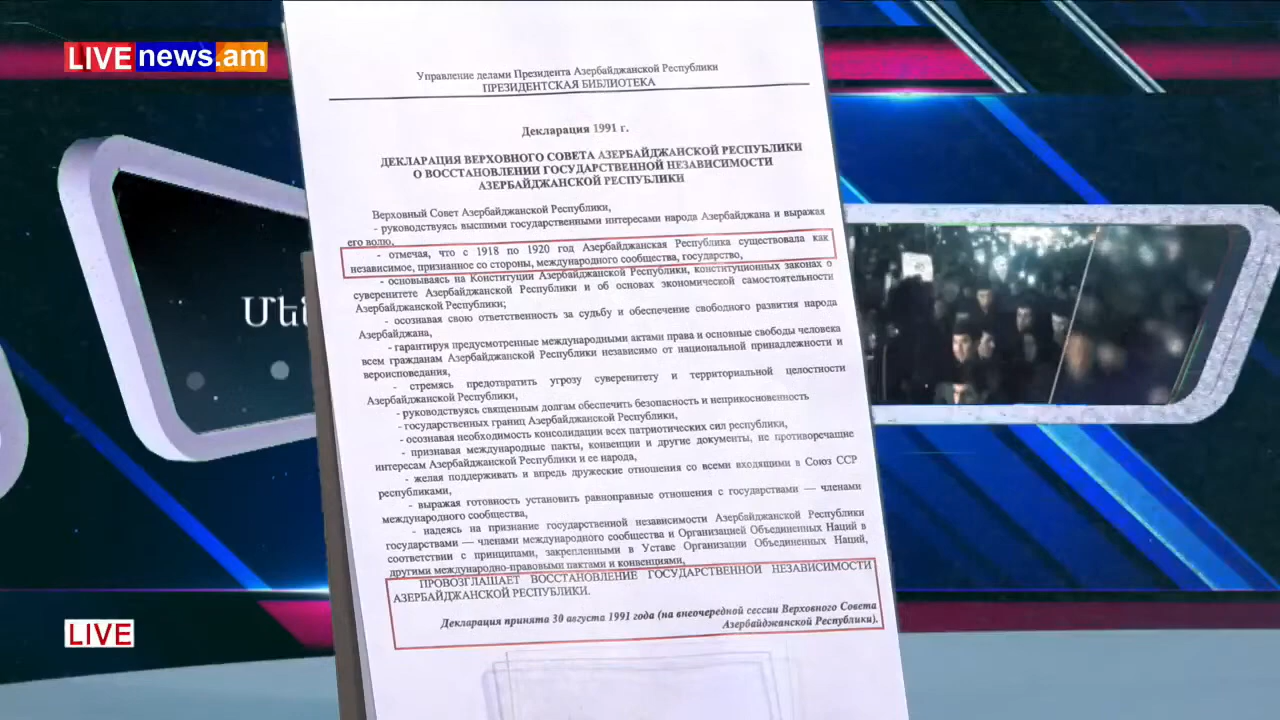 LIVE news.am
Управление делами Президента Азербайджанской Республики
ПРЕЗИДЕНТСКАЯ БИБЛИОТЕКА
Декларация 1991 г.
ДЕКЛАРАЦИЯ ВЕРХОВНОГО СОВЕТА АЗЕРБАЙДЖАНСКОЙ РЕСПУБЛИКИ
О ВОССТАНОВЛЕНИИ ГОСУДАРСТВЕННОЙ НЕЗАВИСИМОСТИ
АЗЕРБАЙДЖАНСКОЙ РЕСПУБЛИКИ
Верховный Совет Азербайджанской Республики,
- руководствуясь высшими государственными интересами народа Азербайджана и выражая
его волю,
- отмечая, что с 1918 по 1920 год Азербайджанская Республика существовала как
независимое, признанное со стороны, международного сообщества, государство,
- основываясь на Конституции Азербайджанской Республики, конституционных законах о
суверенитете Азербайджанской Республики и об основах экономической самостоятельности
Азербайджанской Республики;
- осознавая свою ответственность за судьбу и обеспечение свободного развития народа
Азербайджана,
- гарантируя предусмотренные международными актами права и основные свободы человека
всем гражданам Азербайджанской Республики независимо от национальной принадлежности и
вероисповедания,
- стремясь предотвратить угрозу суверенитету и территориальной целостности
Азербайджанской Республики,
- руководствуясь священным долгам обеспечить безопасность и неприкосновенность
- государственных границ Азербайджанской Республики,
- осознавая необходимость консолидации всех патриотических сил республики,
- признавая международные пакты, конвенции и другие документы, не противоречащие
интересам Азербайджанской Республики и ее народа,
- желая поддерживать и впредь дружеские отношения со всеми входящими в Союз ССР
республиками,
- выражая готовность установить равноправные отношения с государствами — членами
международного сообщества,
- надеясь на признание государственной независимости Азербайджанской Республики
государствами — членами международного сообщества и Организацией Объединенных Наций в
соответствии с принципами, закрепленными в Уставе Организации Объединенных Наций,
другими международно-правовыми пактами и конвенциями,
ПРОВОЗГЛАШАЕТ ВОССТАНОВЛЕНИЕ ГОСУДАРСТВЕННОЙ НЕЗАВИСИМОСТИ
АЗЕРБАЙДЖАНСКОЙ РЕСПУБЛИКИ.
Декларация принята 30 августа 1991 года (на внеочередной сессии Верховного Совета
Азербайджанской Республики).
LIVE